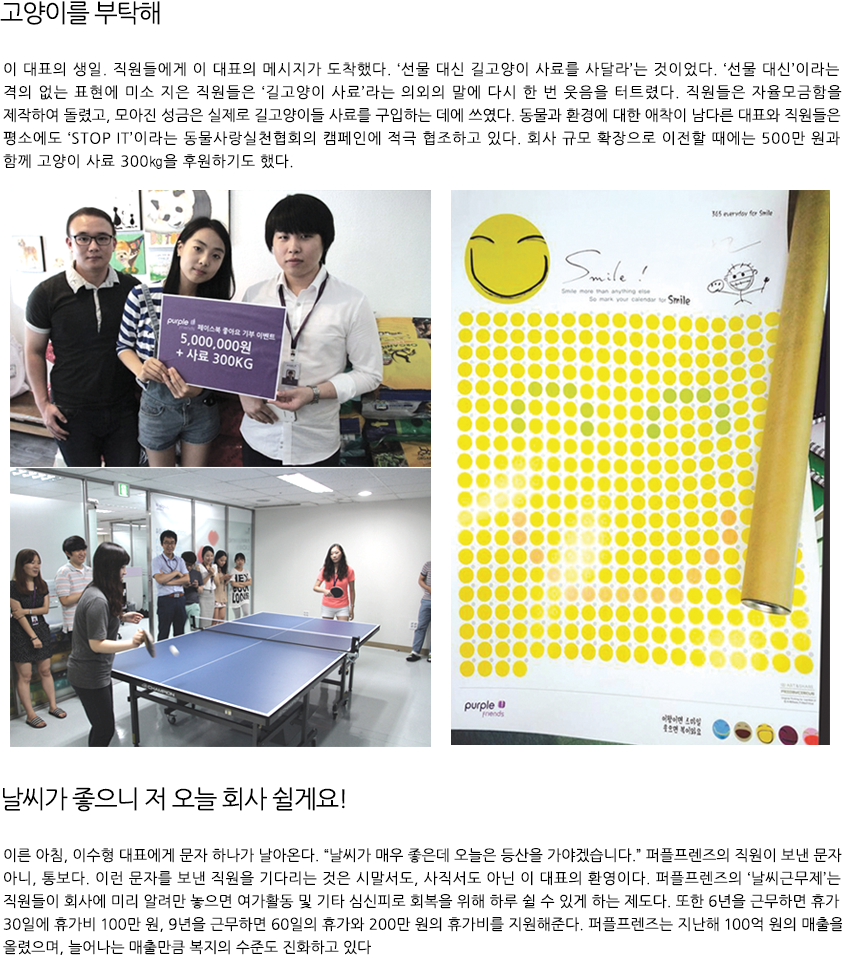 고양이를 부탁해
이 대표의 생일. 직원들에게 이 대표의 메시지가 도착했다. ‘선물 대신 길고양이 사료를 사달라’는 것이었다. ‘선물 대신’이라는
격의 없는 표현에 미소 지은 직원들은 ‘길고양이 사료’라는 의외의 말에 다시 한 번 웃음을 터트렸다. 직원들은 자율모금함을
제작하여 돌렸고, 모아진 성금은 실제로 길고양이들 사료를 구입하는 데에 쓰였다. 동물과 환경에 대한 애착이 남다른 대표와 직원들은
평소에도 ‘STOP IT’이라는 동물사랑실천협회의 캠페인에 적극 협조하고 있다. 회사 규모 확장으로 이전할 때에는 500만 원과
함께 고양이 사료 300㎏을 후원하기도 했다.
purple friends 페이스북 좋아요 기부 이벤트
5,000,000원
+ 사료 300KG
365 everyday for Smile
Smile !
Smile more than anything else
So mark your calendar for Smile
purple
friends
이왕이면 스마일
웃으면 복이와요
날씨가 좋으니 저 오늘 회사 쉴게요!
이른 아침, 이수형 대표에게 문자 하나가 날아온다. “날씨가 매우 좋은데 오늘은 등산을 가야겠습니다.” 퍼플프렌즈의 직원이 보낸 문자
아니, 통보다. 이런 문자를 보낸 직원을 기다리는 것은 시말서도, 사직서도 아닌 이 대표의 환영이다. 퍼플프렌즈의 ‘날씨근무제’는
직원들이 회사에 미리 알려만 놓으면 여가활동 및 기타 심신피로 회복을 위해 하루 쉴 수 있게 하는 제도다. 또한 6년을 근무하면 휴가
30일에 휴가비 100만 원, 9년을 근무하면 60일의 휴가와 200만 원의 휴가비를 지원해준다. 퍼플프렌즈는 지난해 100억 원의 매출을
올렸으며, 늘어나는 매출만큼 복지의 수준도 진화하고 있다